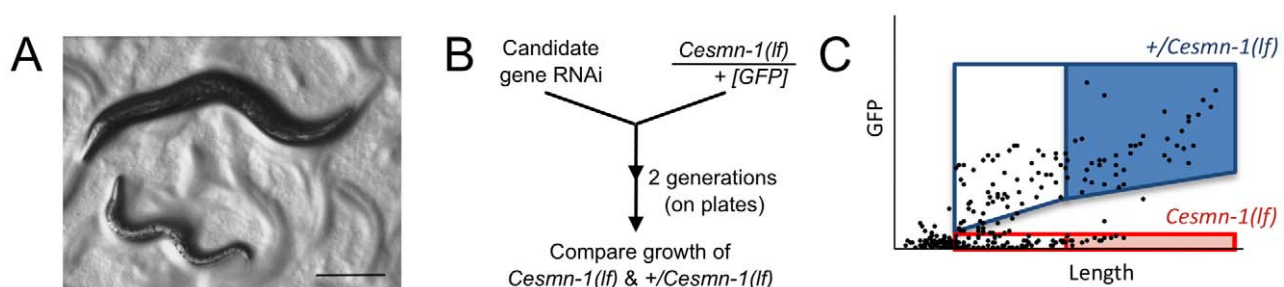 A
B
Candidate
gene RNAi
Cesmn-1(lf)
+ [GFP]
2 generations
(on plates)
Compare growth of
Cesmn-1(lf) & +/Cesmn-1(lf)
C
+/Cesmn-1(lf)
GFP
Cesmn-1(lf)
Length